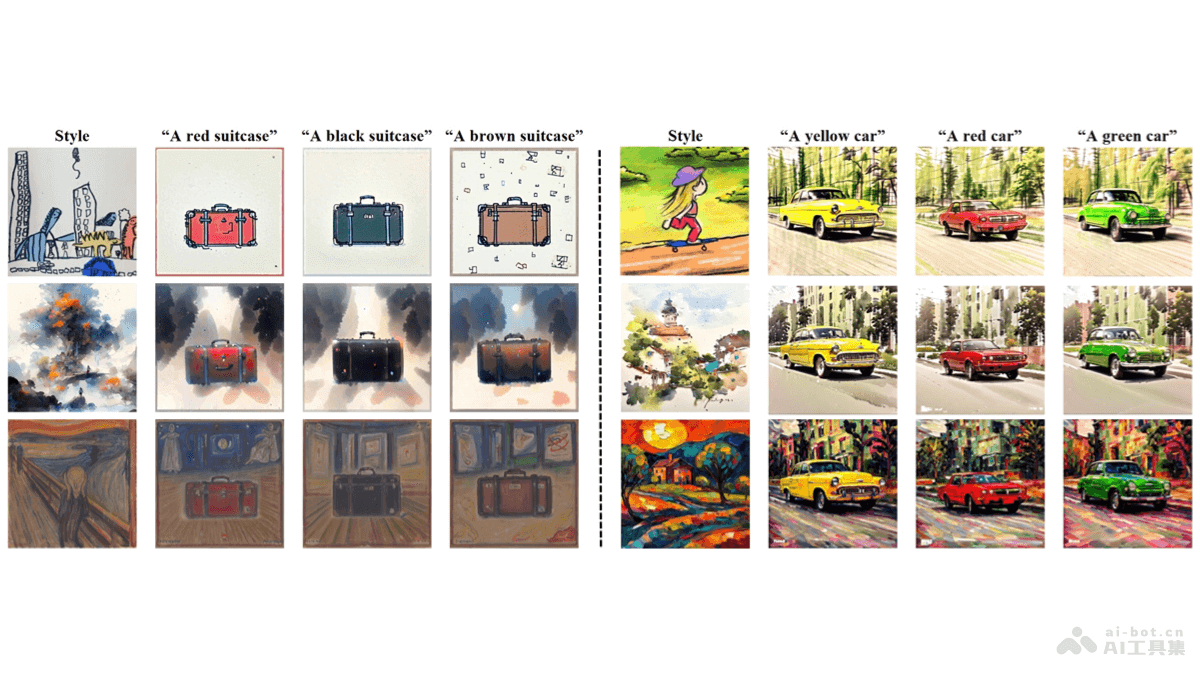 Style “A red suitcase” “A black suitcase” “A brown suitcase” Style “A yellow car” “A red car” “A green car”
ai-bot.cn
AI工具集